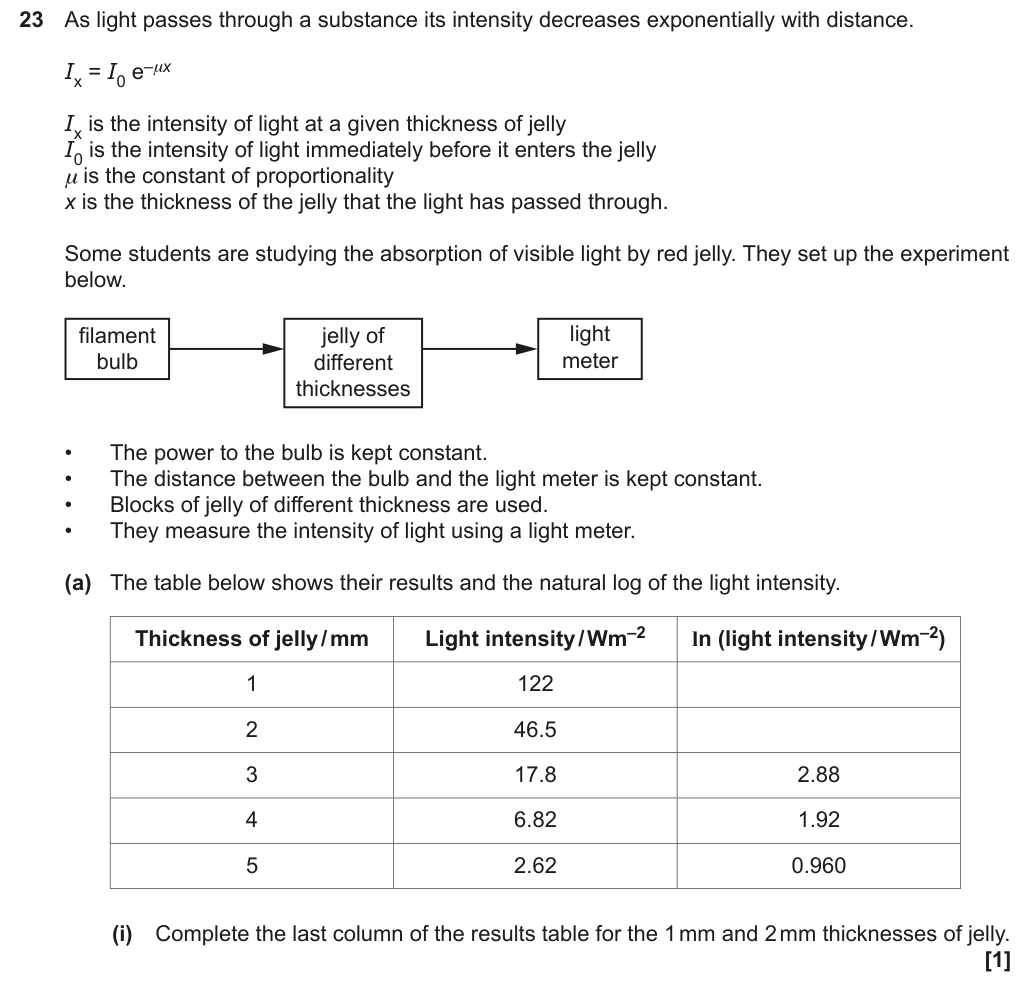 23 As light passes through a substance its intensity decreases exponentially with distance.
Iₓ = I₀ e⁻μx
Iₓ is the intensity of light at a given thickness of jelly
I₀ is the intensity of light immediately before it enters the jelly
μ is the constant of proportionality
x is the thickness of the jelly that the light has passed through.
Some students are studying the absorption of visible light by red jelly. They set up the experiment
below.
filament
bulb
jelly of
different
thicknesses
light
meter
• The power to the bulb is kept constant.
• The distance between the bulb and the light meter is kept constant.
• Blocks of jelly of different thickness are used.
• They measure the intensity of light using a light meter.
(a) The table below shows their results and the natural log of the light intensity.
Thickness of jelly / mm Light intensity / Wm⁻² ln (light intensity / Wm⁻²)
1 122
2 46.5
3 17.8 2.88
4 6.82 1.92
5 2.62 0.960
(i) Complete the last column of the results table for the 1 mm and 2 mm thicknesses of jelly.
[1]